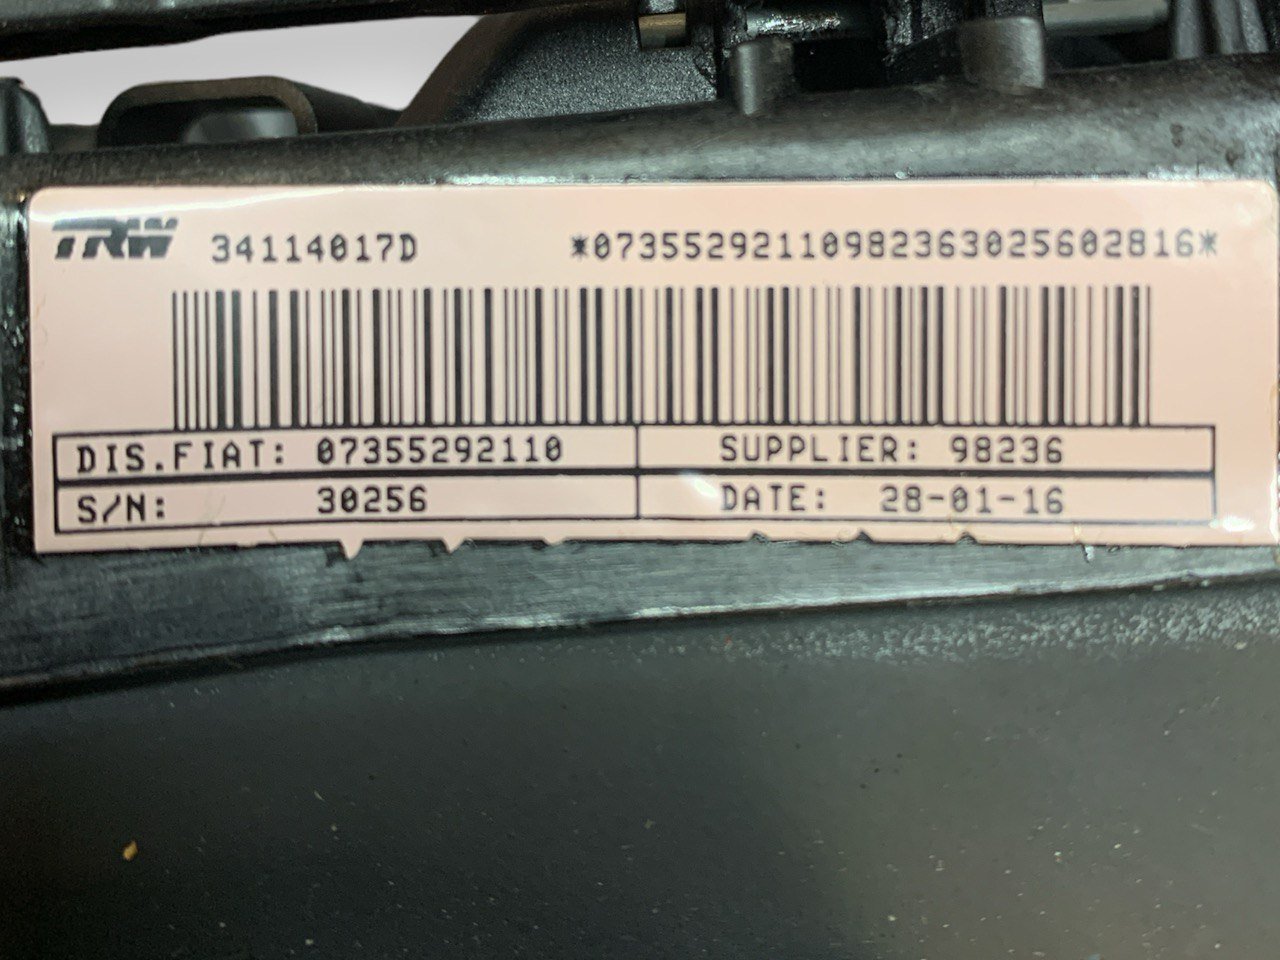 TRW 34114017D *07355292110982363025602816*
DIS.FIAT: 07355292110 SUPPLIER: 98236
S/N: 30256 DATE: 28-01-16